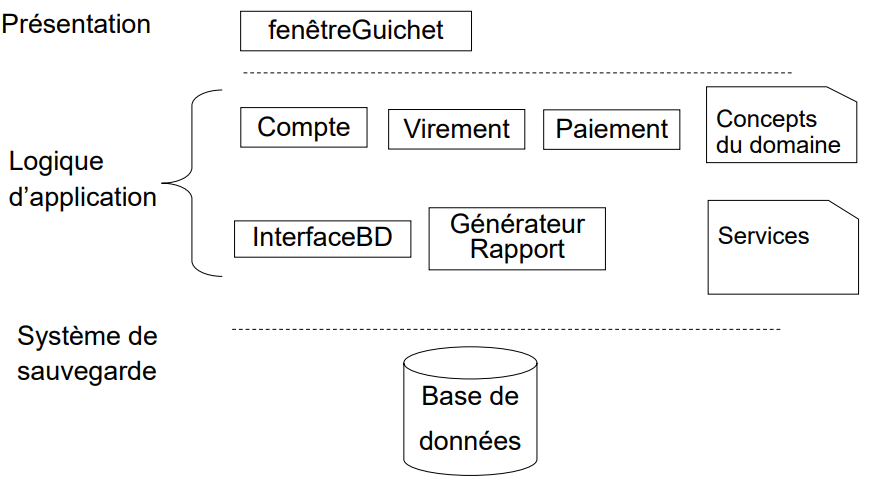 Présentation
fenêtreGuichet
Logique
d’application
Compte
Virement
Paiement
Concepts
du domaine
InterfaceBD
Générateur
Rapport
Services
Système de
sauvegarde
Base de
données